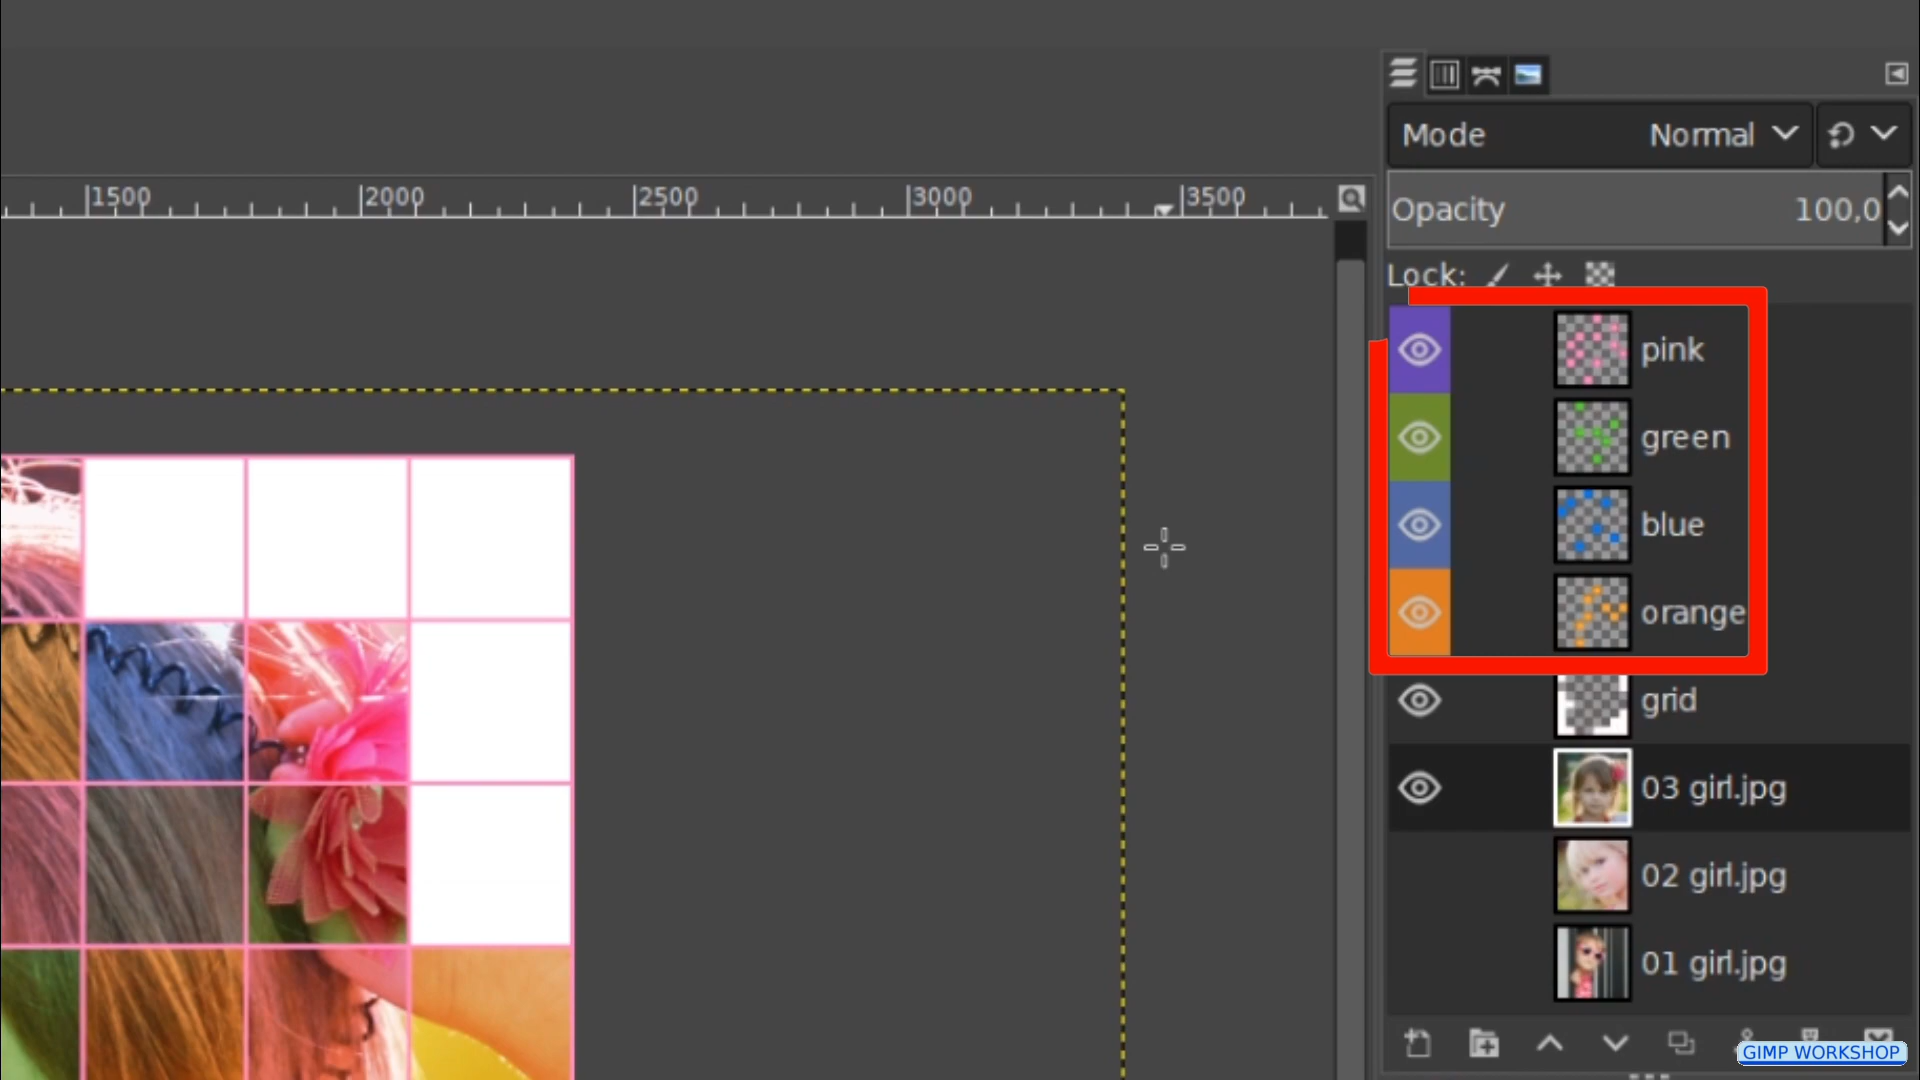 Mode Normal
1500 2000 2500 3000 3500
Opacity 100,0
Lock:
pink
green
blue
orange
grid
03 girl.jpg
02 girl.jpg
01 girl.jpg
GIMP WORKSHOP